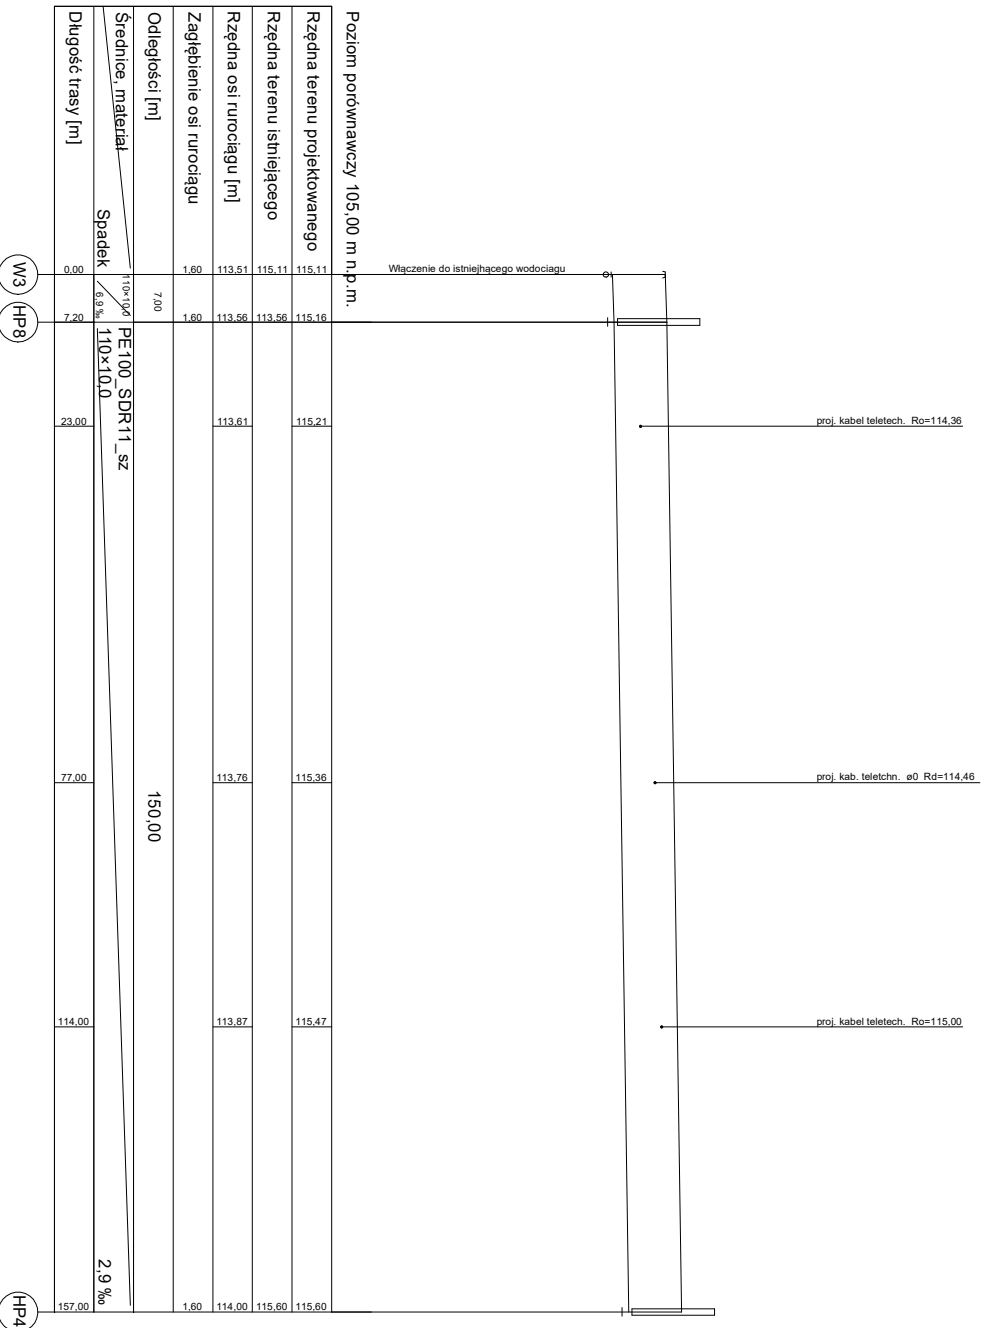 Poziom porównawczy 105,00 m n.p.m.
Rzędna terenu projektowanego
115,11
115,16
115,21
115,36
115,47
115,60
Rzędna terenu istniejącego
115,11
113,56
115,60
Rzędna osi rurociągu [m]
113,51
113,56
113,61
113,76
113,87
114,00
Zagłębienie osi rurociągu
1,60
1,60
1,60
Odległości [m]
7,00
150,00
Średnice, materiał
110×10,0
PE100_SDR11_sz
110×10,0
Spadek
6,9 ‰
2,9 ‰
Długość trasy [m]
0,00
7,20
23,00
77,00
114,00
157,00
W3
HP8
HP4
Włączenie do istniejhącego wodociagu
proj. kabel teletech. Ro=114,36
proj. kab. teletchn. ø0 Rd=114,46
proj. kabel teletech. Ro=115,00